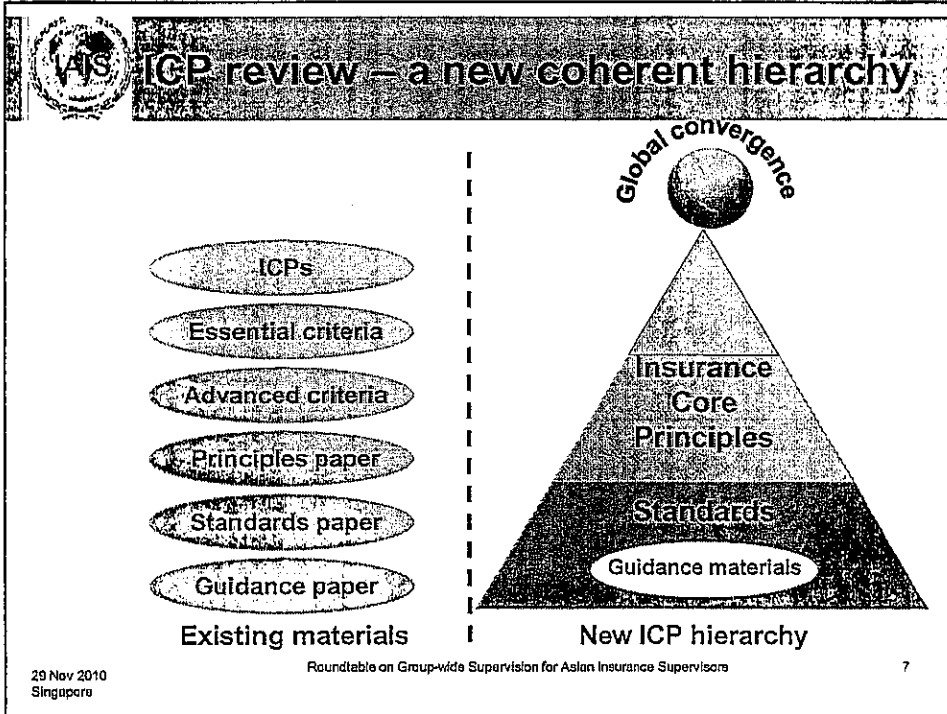 IAIS
ICP review – a new coherent hierarchy
Global convergence
ICPs
Essential criteria
Advanced criteria
Principles paper
Standards paper
Guidance paper
Existing materials
Insurance
Core
Principles
Standards
Guidance materials
New ICP hierarchy
29 Nov 2010
Singapore
Roundtable on Group-wide Supervision for Asian Insurance Supervisors
7